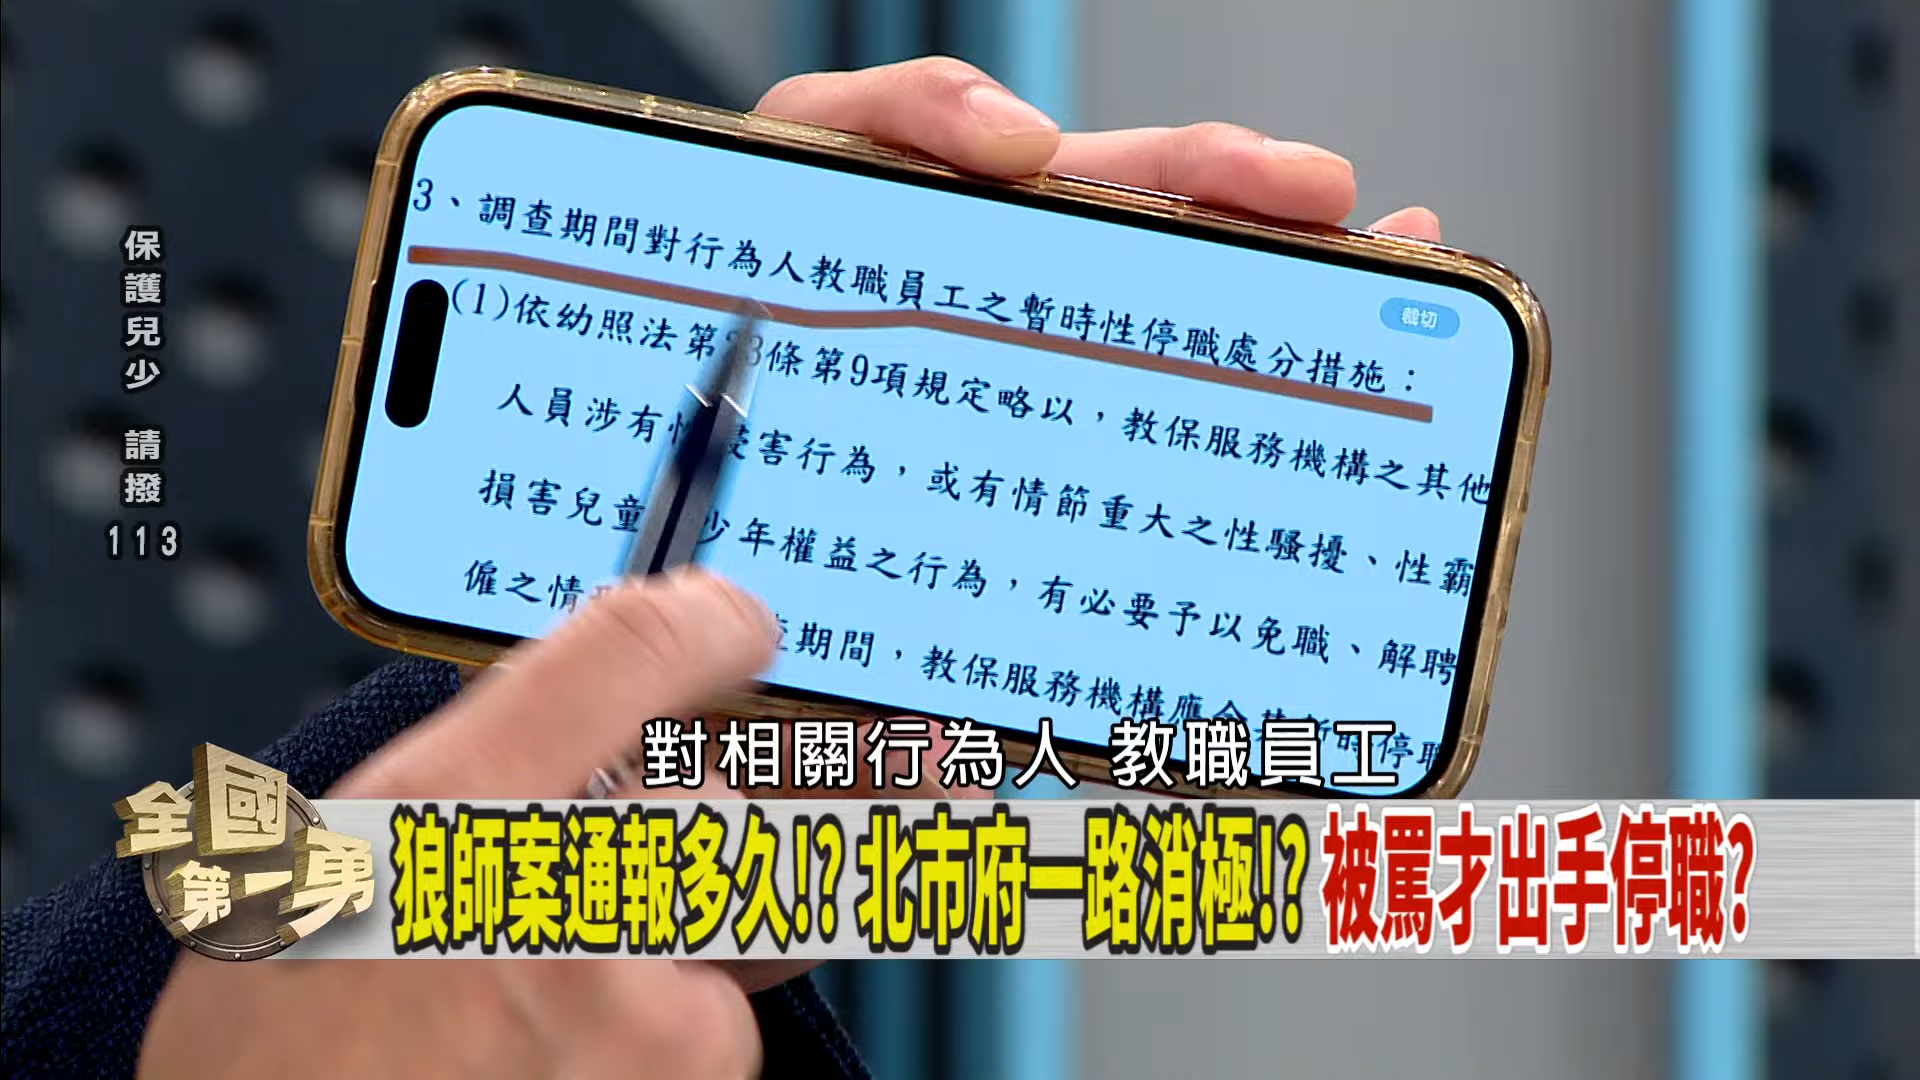 3、調查期間對行為人教職員工之暫時性停職處分措施：
裁切
(1)依幼照法第 條第9項規定略以，教保服務機構之其他
人員涉有 害行為，或有情節重大之性騷擾、性霸
損害兒童 少年權益之行為，有必要予以免職、解聘
僱之情 期間，教保服務機構應 停職
保護兒少 請撥
113
對相關行為人 教職員工
全國第一勇
狼師案通報多久!? 北市府一路消極!? 被罵才出手停職?